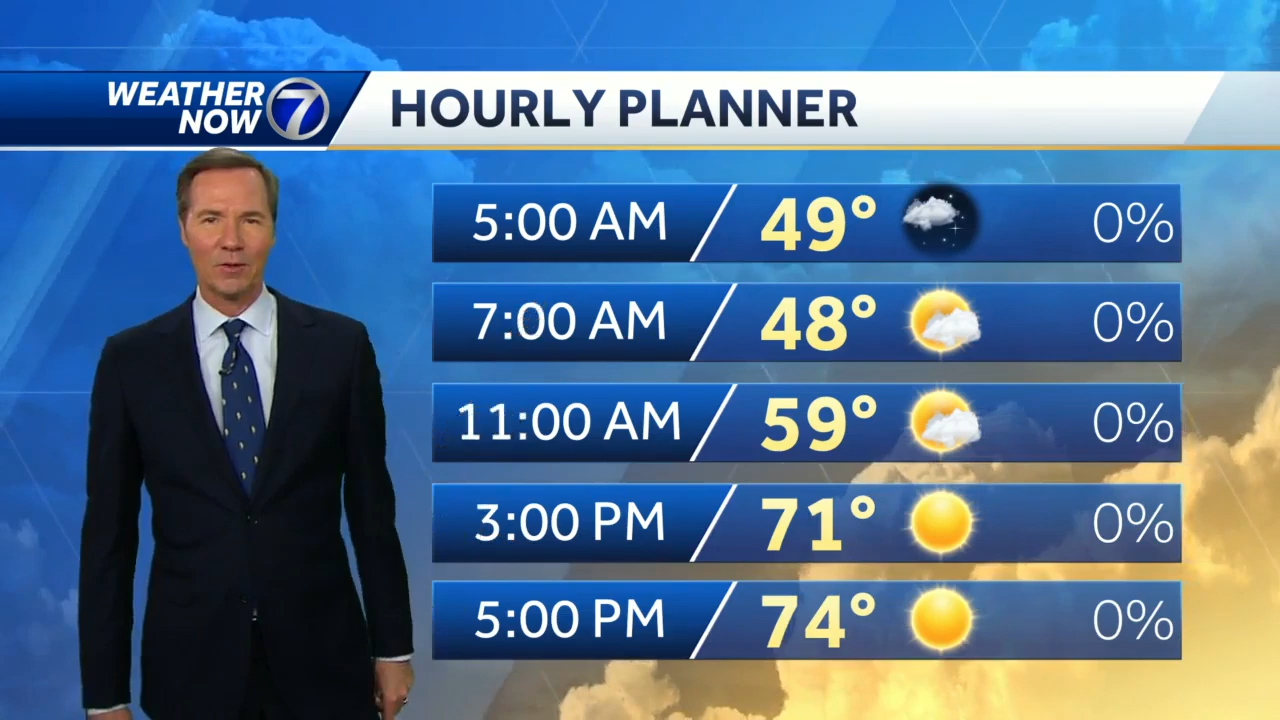 WEATHER
NOW 7
HOURLY PLANNER
5:00 AM 49° 0%
7:00 AM 48° 0%
11:00 AM 59° 0%
3:00 PM 71° 0%
5:00 PM 74° 0%